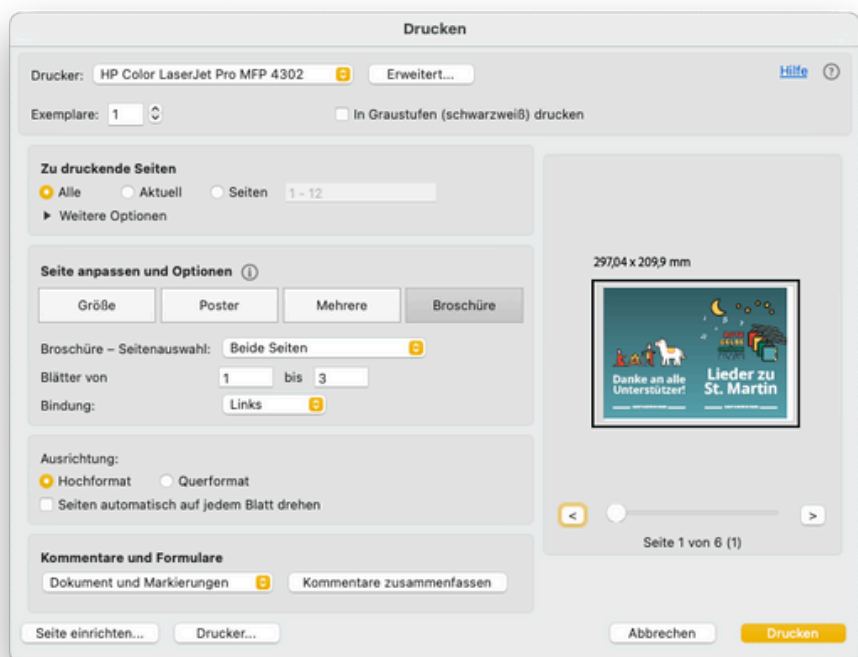 Drucken
Drucker: HP Color LaserJet Pro MFP 4302 Erweitert... Hilfe ?
Exemplare: 1 In Graustufen (schwarzweiß) drucken
Zu druckende Seiten
Alle Aktuell Seiten 1 - 12
Weitere Optionen
Seite anpassen und Optionen i
Größe Poster Mehrere Broschüre
Broschüre – Seitenauswahl: Beide Seiten
Blätter von 1 bis 3
Bindung: Links
Ausrichtung:
Hochformat Querformat
Seiten automatisch auf jedem Blatt drehen
Kommentare und Formulare
Dokument und Markierungen Kommentare zusammenfassen
297,04 x 209,9 mm
Danke an alle
Unterstützer!
Lieder zu
St. Martin
< >
Seite 1 von 6 (1)
Seite einrichten... Drucker... Abbrechen Drucken